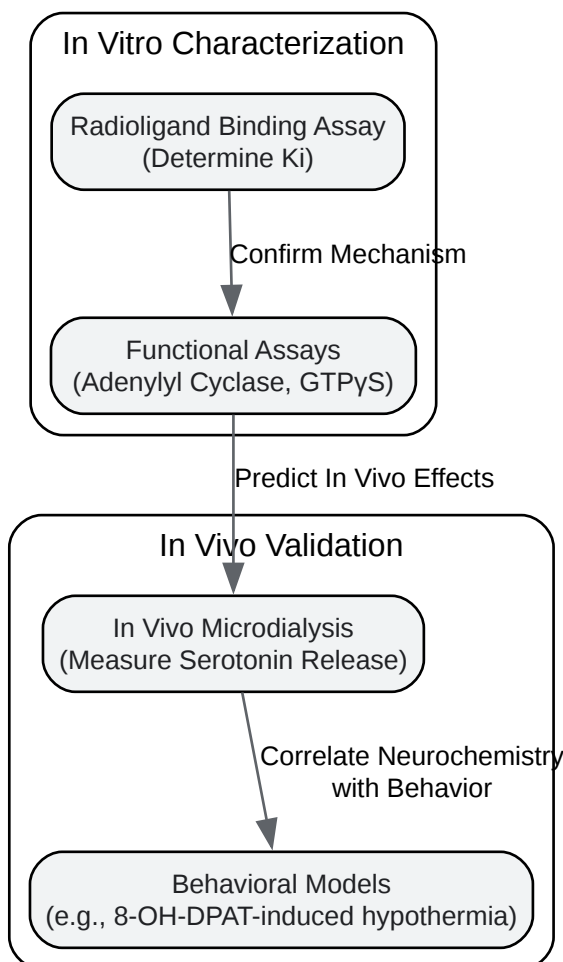 In Vitro Characterization
Radioligand Binding Assay
(Determine Ki)
Confirm Mechanism
Functional Assays
(Adenylyl Cyclase, GTPγS)
Predict In Vivo Effects
In Vivo Validation
In Vivo Microdialysis
(Measure Serotonin Release)
Correlate Neurochemistry
with Behavior
Behavioral Models
(e.g., 8-OH-DPAT-induced hypothermia)